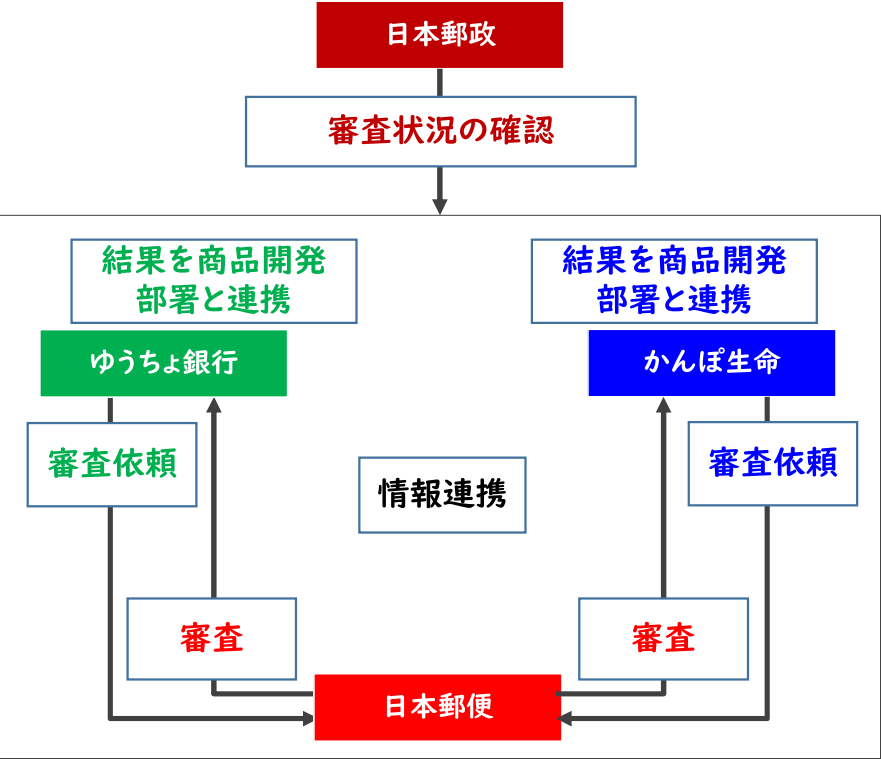 日本郵政
審査状況の確認
結果を商品開発
部署と連携
結果を商品開発
部署と連携
ゆうちょ銀行
かんぽ生命
審査依頼
審査依頼
情報連携
審査
審査
日本郵便